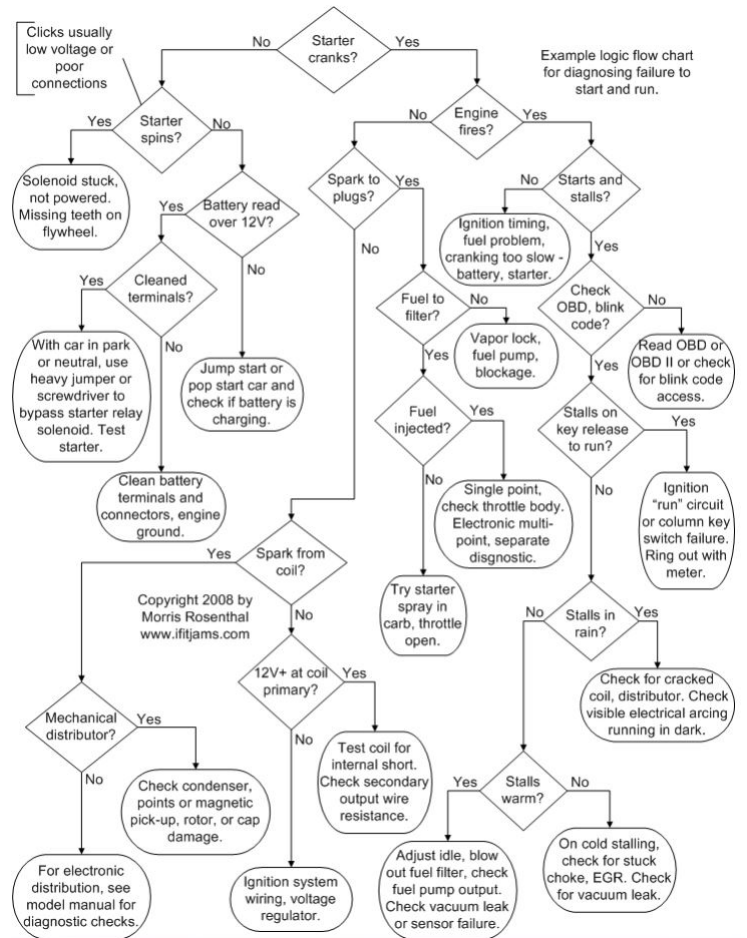 Clicks usually
low voltage or
poor
connections
No
Starter
cranks?
Yes
Example logic flow chart
for diagnosing failure to
start and run.
Yes
Starter
spins?
No
No
Engine
fires?
Yes
Solenoid stuck,
not powered.
Missing teeth on
flywheel.
Yes
Battery read
over 12V?
No
Spark to
plugs?
Yes
No
No
Starts and
stalls?
Yes
Ignition timing,
fuel problem,
cranking too slow -
battery, starter.
Yes
Cleaned
terminals?
No
Fuel to
filter?
No
Yes
Check
OBD, blink
code?
No
Yes
With car in park
or neutral, use
heavy jumper or
screwdriver to
bypass starter relay
solenoid. Test
starter.
Jump start or
pop start car and
check if battery is
charging.
Vapor lock,
fuel pump,
blockage.
Read OBD or
OBD II or check
for blink code
access.
Fuel
injected?
Yes
No
Stalls on
key release
to run?
Yes
No
Clean battery
terminals and
connectors, engine
ground.
Single point,
check throttle body.
Electronic multi-
point, separate
disgnostic.
Ignition
“run” circuit
or column key
switch failure.
Ring out with
meter.
Yes
Spark from
coil?
No
Copyright 2008 by
Morris Rosenthal
www.ifitjams.com
Try starter
spray in
carb, throttle
open.
No
Stalls in
rain?
Yes
12V+ at coil
primary?
Yes
No
Check for cracked
coil, distributor. Check
visible electrical arcing
running in dark.
Mechanical
distributor?
Yes
No
Test coil for
internal short.
Check secondary
output wire
resistance.
Check condenser,
points or magnetic
pick-up, rotor, or cap
damage.
Yes
Stalls
warm?
No
For electronic
distribution, see
model manual for
diagnostic checks.
Ignition system
wiring, voltage
regulator.
Adjust idle, blow
out fuel filter, check
fuel pump output.
Check vacuum leak
or sensor failure.
On cold stalling,
check for stuck
choke, EGR. Check
for vacuum leak.